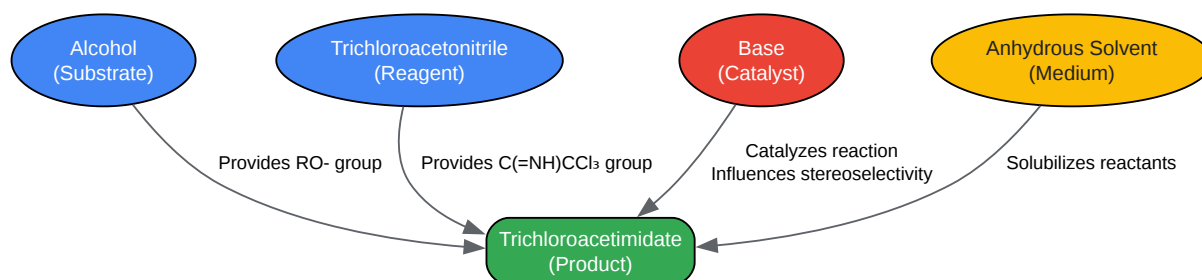 Alcohol
(Substrate)
Trichloroacetonitrile
(Reagent)
Base
(Catalyst)
Anhydrous Solvent
(Medium)
Provides RO- group
Provides C(=NH)CCl₃ group
Catalyzes reaction
Influences stereoselectivity
Solubilizes reactants
Trichloroacetimidate
(Product)